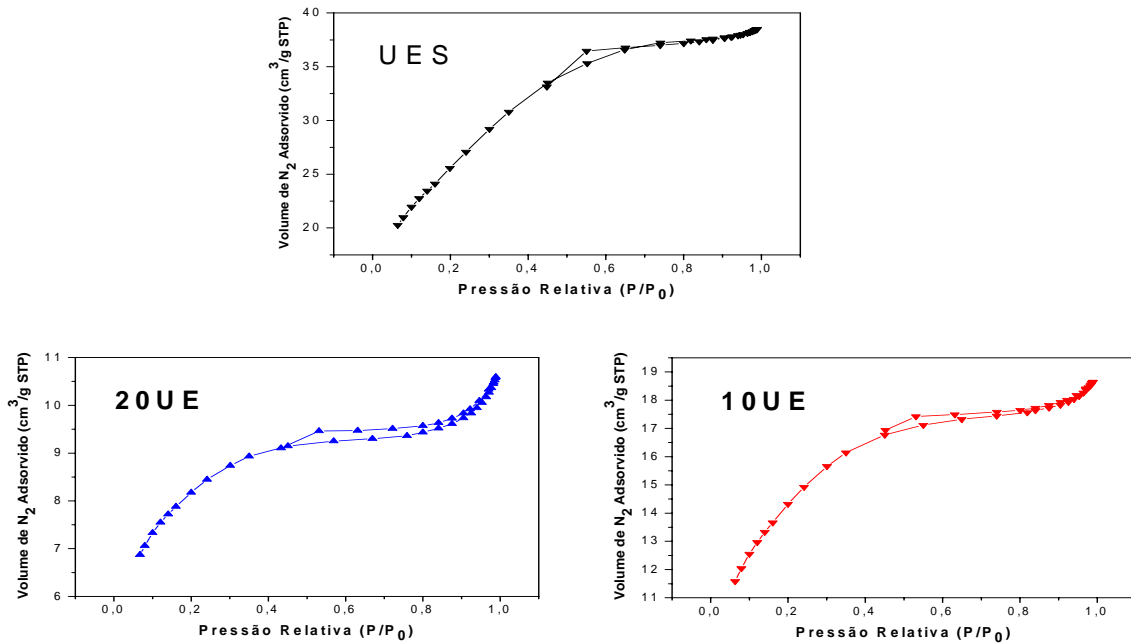 UES
Volume de N2 Adsorvido (cm3/g STP)
40
35
30
25
20
0,0 0,2 0,4 0,6 0,8 1,0
Pressão Relativa (P/P0)
20UE
Volume de N2 Adsorvido (cm3/g STP)
11
10
9
8
7
6
0,0 0,2 0,4 0,6 0,8 1,0
Pressão Relativa (P/P0)
10UE
Volume de N2 Adsorvido (cm3/g STP)
19
18
17
16
15
14
13
12
11
0,0 0,2 0,4 0,6 0,8 1,0
Pressão Relativa (P/P0)